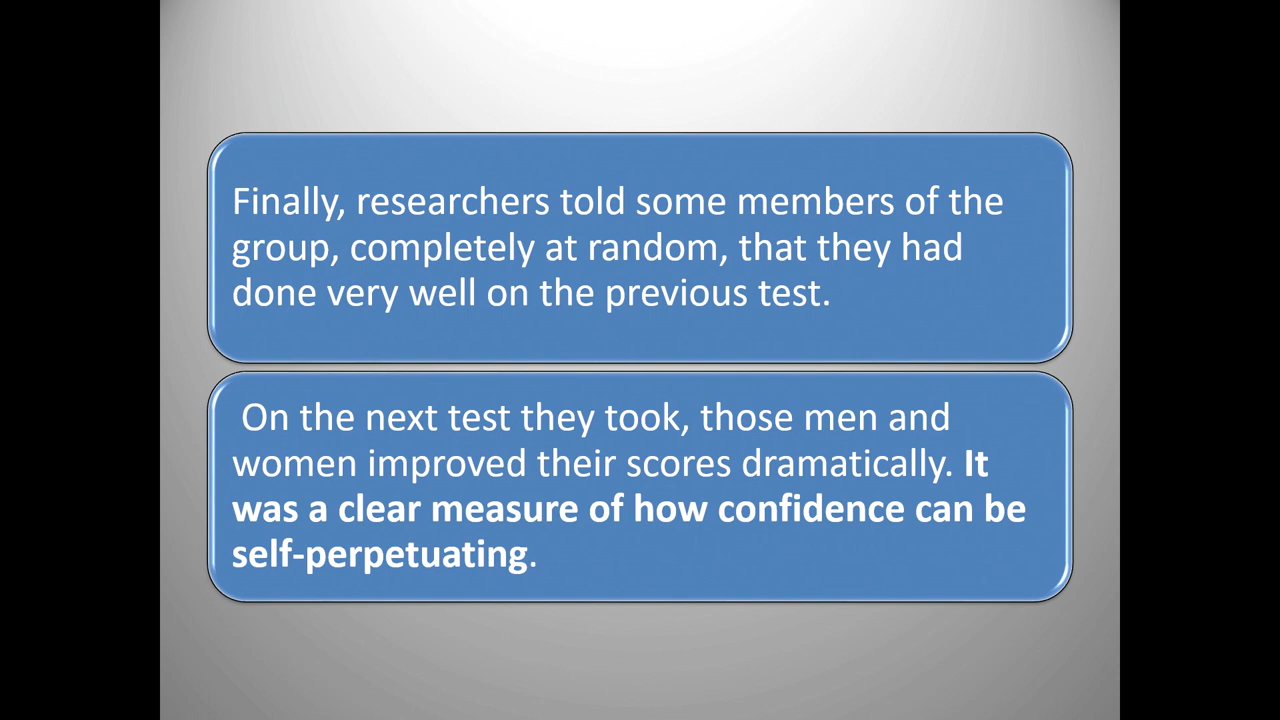 Finally, researchers told some members of the
group, completely at random, that they had
done very well on the previous test.
On the next test they took, those men and
women improved their scores dramatically. It
was a clear measure of how confidence can be
self-perpetuating.